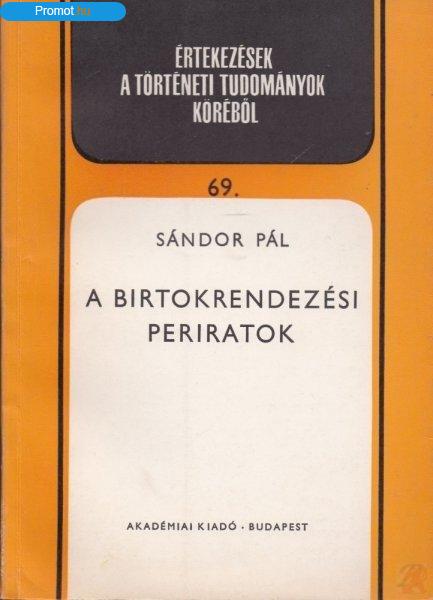 Promot.hu
ÉRTEKEZÉSEK
A TÖRTÉNETI TUDOMÁNYOK
KÖRÉBŐL
69.
SÁNDOR PÁL
A BIRTOKRENDEZÉSI
PERIRATOK
AKADÉMIAI KIADÓ · BUDAPEST